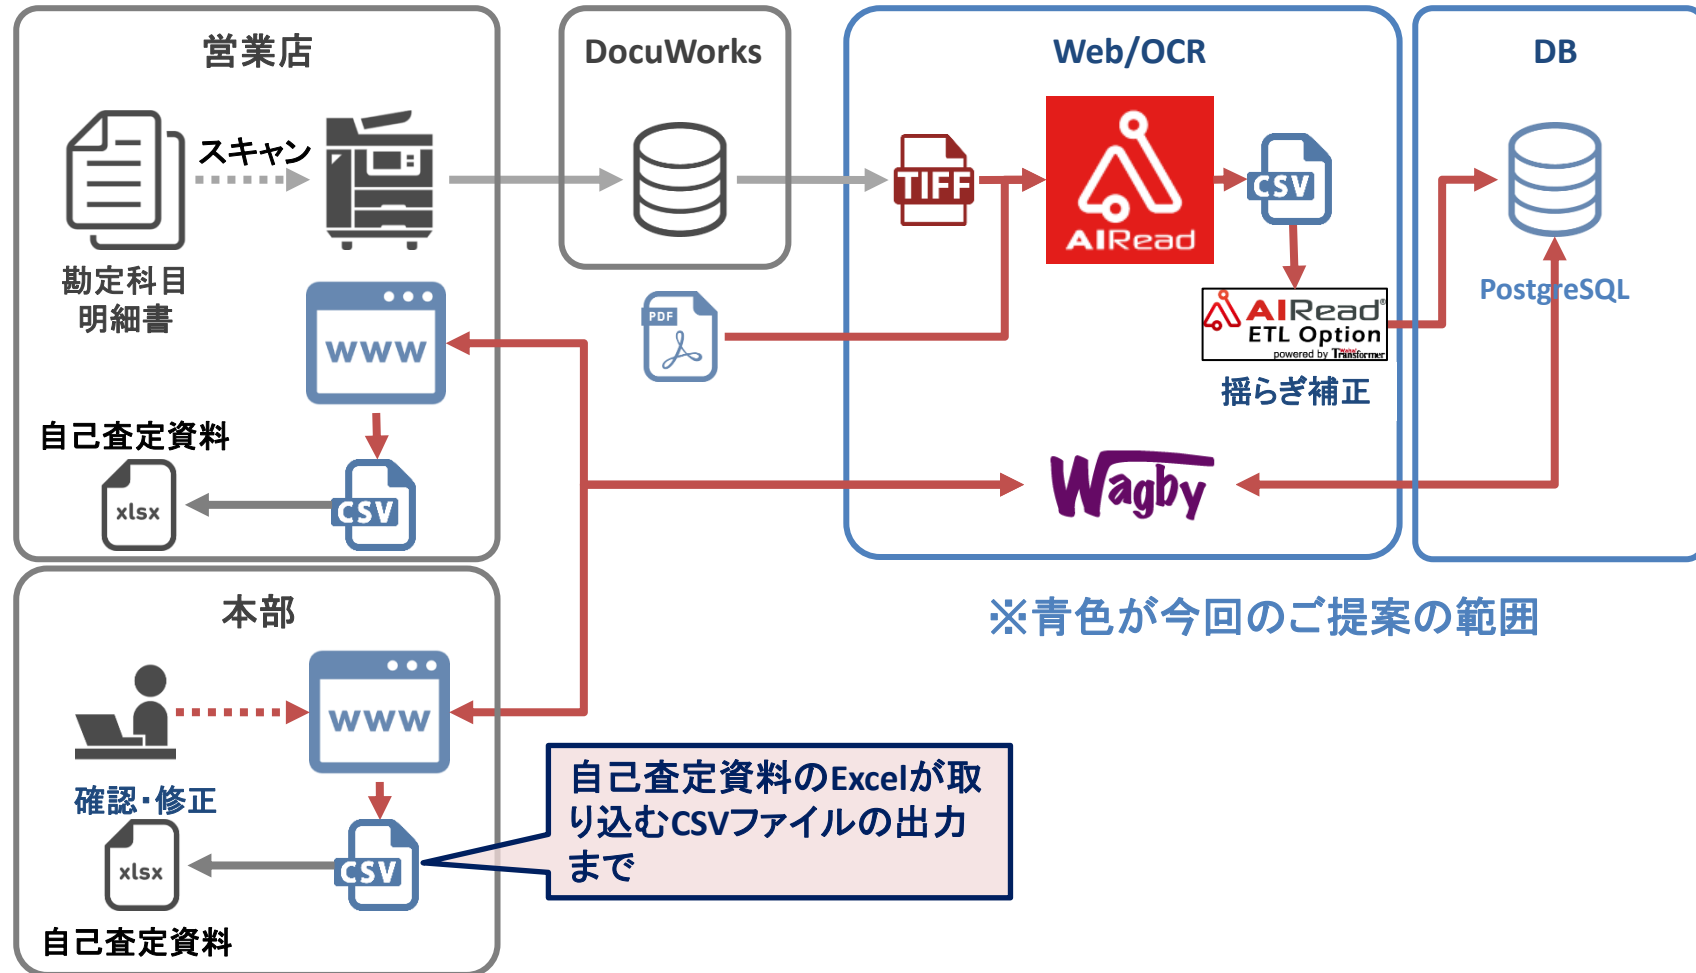 営業店
スキャン
勘定科目
明細書
www
自己査定資料
xlsx
CSV
DocuWorks
PDF
Web/OCR
TIFF
AIRead
CSV
AIRead®
ETL Option
powered by Waha! Transformer
揺らぎ補正
Wagby
DB
PostgreSQL
※青色が今回のご提案の範囲
本部
www
確認・修正
xlsx
CSV
自己査定資料
自己査定資料のExcelが取
り込むCSVファイルの出力
まで